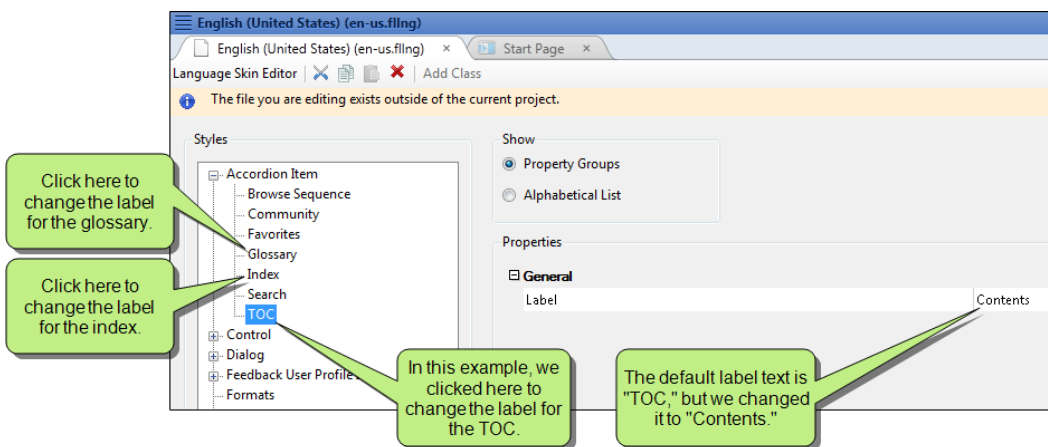 English (United States) (en-us.fllng)
English (United States) (en-us.fllng) ×
Start Page ×
Language Skin Editor
Add Class
The file you are editing exists outside of the current project.
Styles
Accordion Item
Browse Sequence
Community
Favorites
Glossary
Index
Search
TOC
Control
Dialog
Feedback User Profile
Formats
Show
Property Groups
Alphabetical List
Properties
General
Label
Contents
Click here to
change the label
for the glossary.
Click here to
change the label
for the index.
In this example, we
clicked here to
change the label for
the TOC.
The default label text is
"TOC," but we changed
it to "Contents."